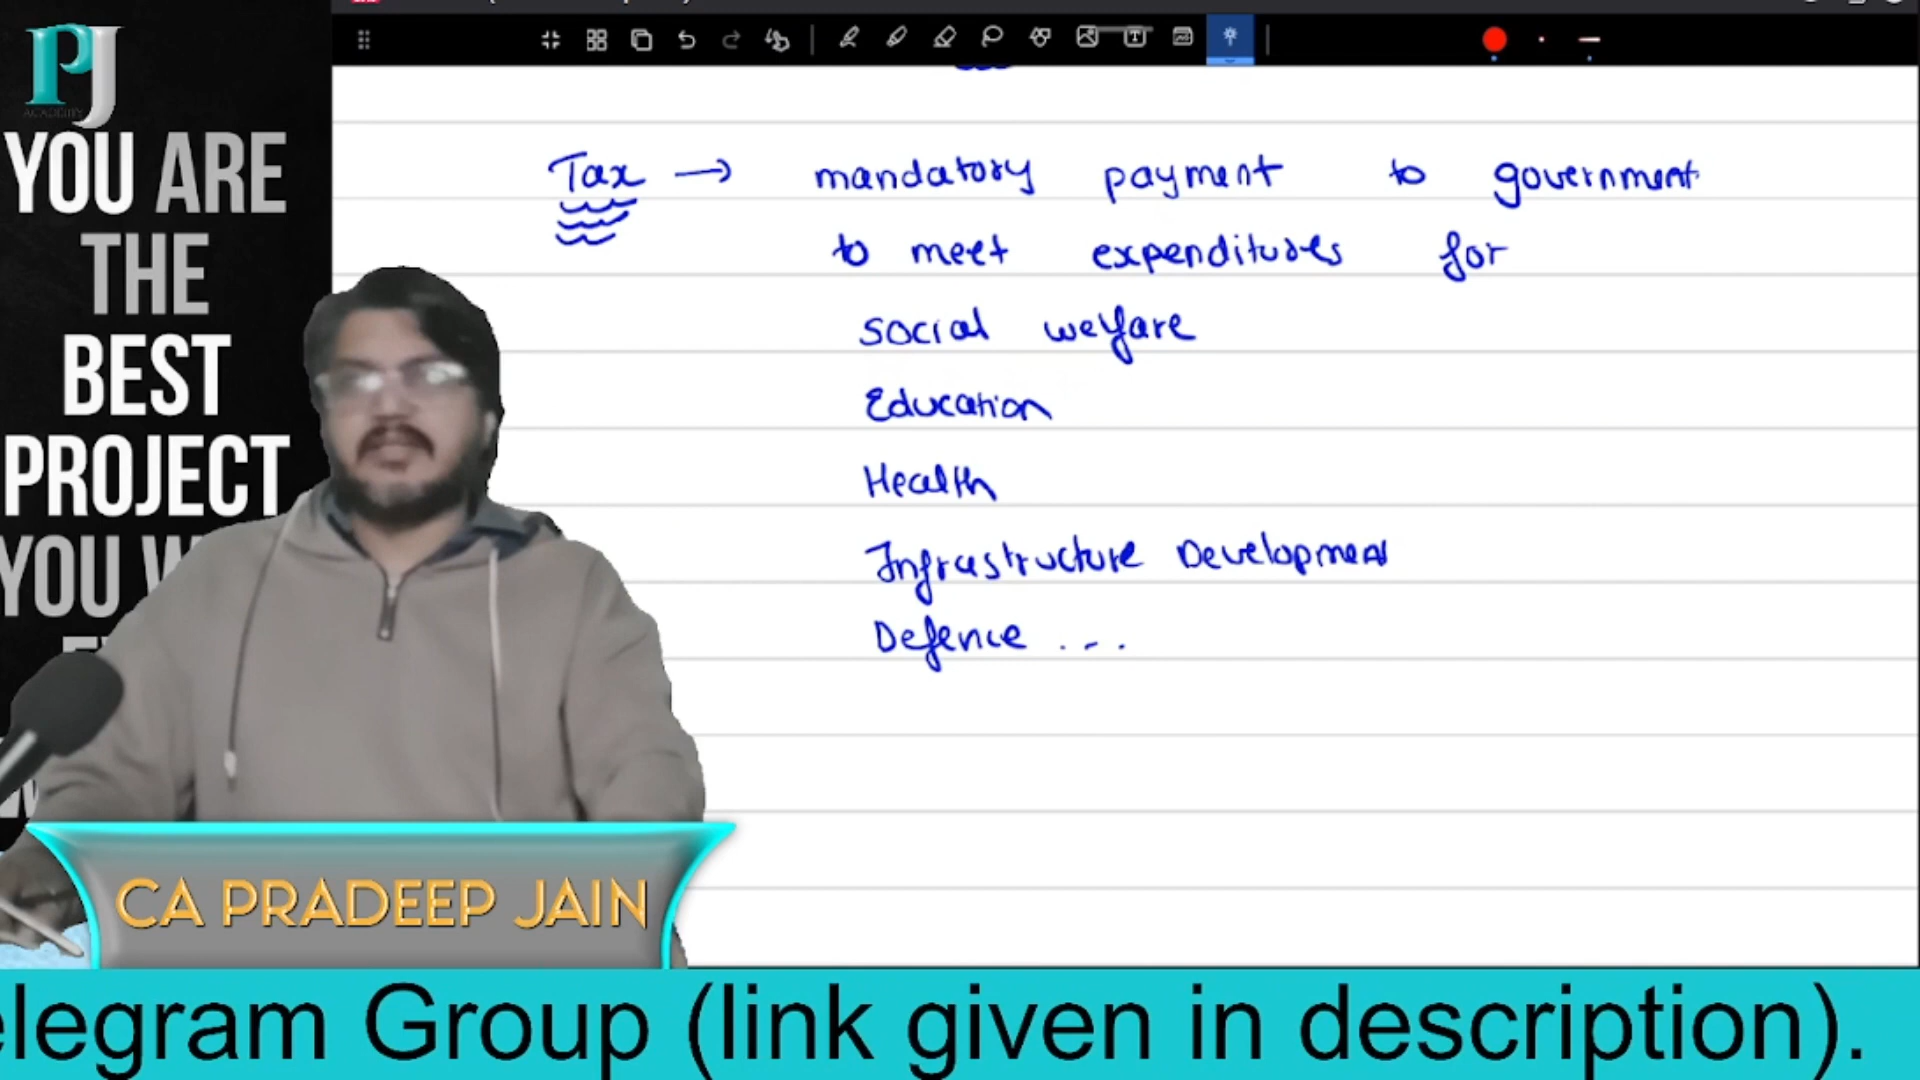 PJ
ACADEMY
YOU ARE
THE
BEST
PROJECT
YOU W
Tax → mandatory payment to government
to meet expenditures for
social welfare
Education
Health
Infrastructure Development
Defence ...
CA PRADEEP JAIN
elegram Group (link given in description).